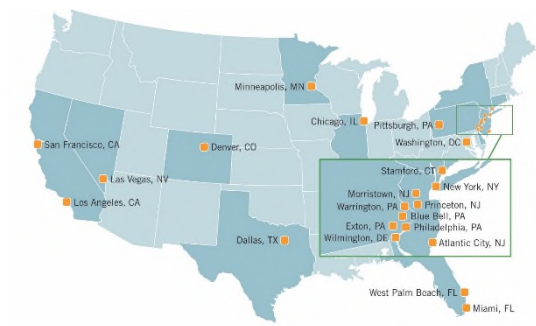 Minneapolis, MN
Chicago, IL
Pittsburgh, PA
Washington, DC
San Francisco, CA
Denver, CO
Las Vegas, NV
Los Angeles. CA
Dallas, TX
Stamford, CT
New York, NY
Morristown, NJ
Princeton, NJ
Warrington, PA
Blue Bell, PA
Exton, PA
Philadelphia, PA
Wilmington, DE
Atlantic City, NJ
West Palm Beach, FL
Miami, FL